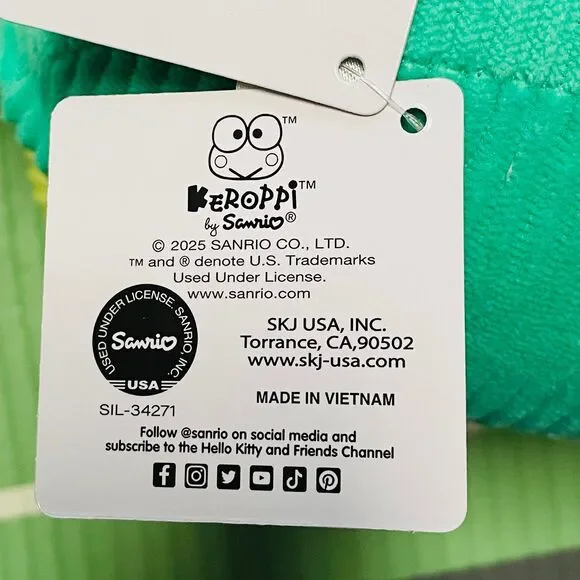 KEROPPi™
by Sanrio®
© 2025 SANRIO CO., LTD.
TM and ® denote U.S. Trademarks
Used Under License.
www.sanrio.com
USED UNDER LICENSE, SANRIO, INC.
Sanrio
USA
SIL-34271
SKJ USA, INC.
Torrance, CA,90502
www.skj-usa.com
MADE IN VIETNAM
Follow @sanrio on social media and
subscribe to the Hello Kitty and Friends Channel